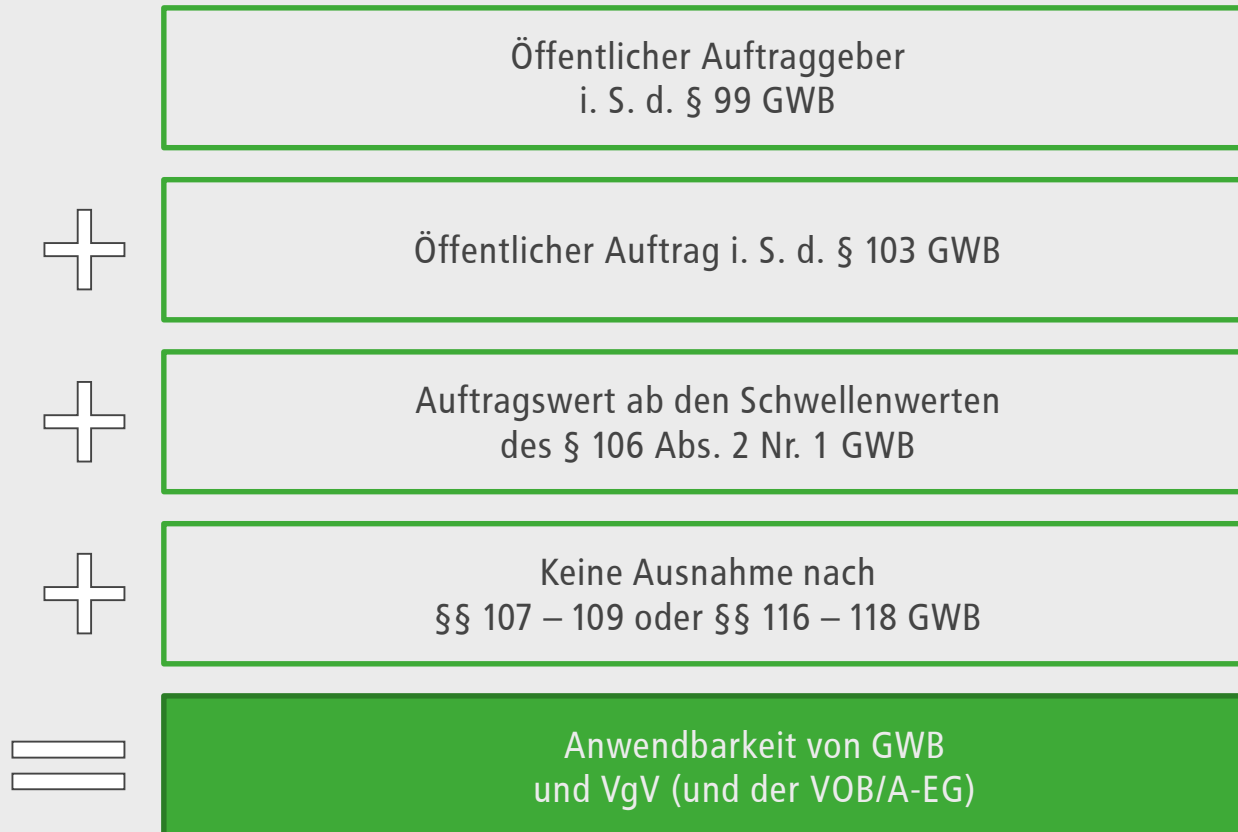 Öffentlicher Auftraggeber
i. S. d. § 99 GWB
Öffentlicher Auftrag i. S. d. § 103 GWB
Auftragswert ab den Schwellenwerten
des § 106 Abs. 2 Nr. 1 GWB
Keine Ausnahme nach
§§ 107 – 109 oder §§ 116 – 118 GWB
Anwendbarkeit von GWB
und VgV (und der VOB/A-EG)